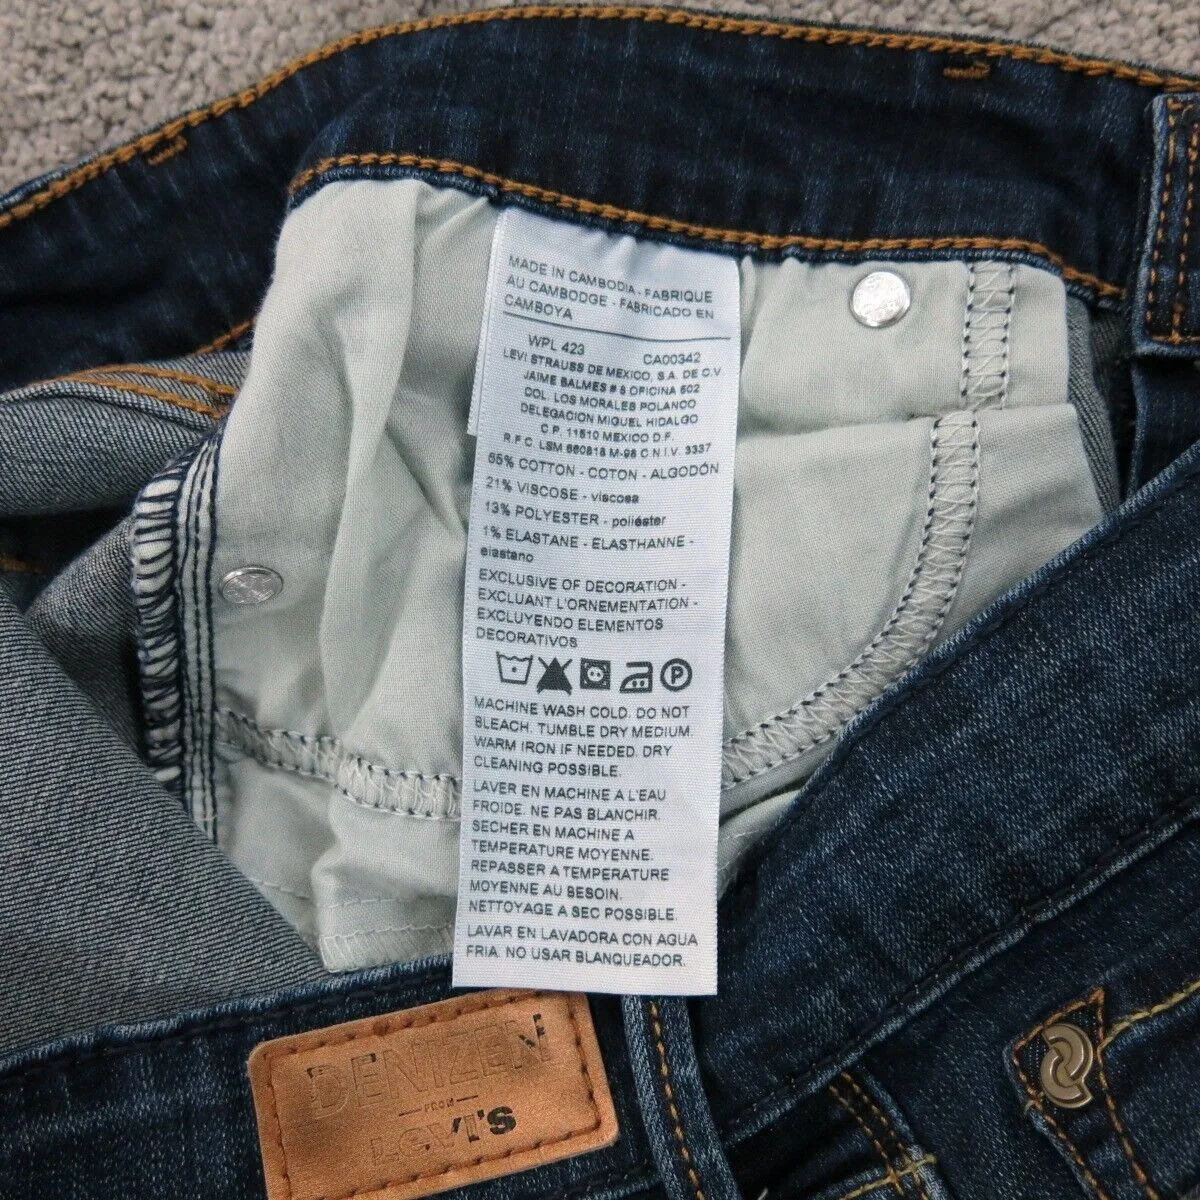 MADE IN CAMBODIA - FABRIQUE
AU CAMBODGE - FABRICADO EN
CAMBOYA
WPL 423 CA00342
LEVI STRAUSS DE MEXICO, S.A. DE C.V
JAIME BALMES # 8 OFICINA 602
COL. LOS MORALES POLANCO
DELEGACION MIGUEL HIDALGO
C.P. 11510 MEXICO D.F.
R.F.C. LSM 660818 M-98 C.N.I.V. 3337
65% COTTON - COTON - ALGODÓN
21% VISCOSE - viscosa
13% POLYESTER - poliéster
1% ELASTANE - ELASTHANNE -
elastano
EXCLUSIVE OF DECORATION -
EXCLUANT L'ORNEMENTATION -
EXCLUYENDO ELEMENTOS
DECORATIVOS
P
MACHINE WASH COLD. DO NOT
BLEACH. TUMBLE DRY MEDIUM.
WARM IRON IF NEEDED. DRY
CLEANING POSSIBLE.
LAVER EN MACHINE A L'EAU
FROIDE. NE PAS BLANCHIR.
SECHER EN MACHINE A
TEMPERATURE MOYENNE.
REPASSER A TEMPERATURE
MOYENNE AU BESOIN.
NETTOYAGE A SEC POSSIBLE.
LAVAR EN LAVADORA CON AGUA
FRIA. NO USAR BLANQUEADOR.
DENIZEN
FROM
LEVI'S